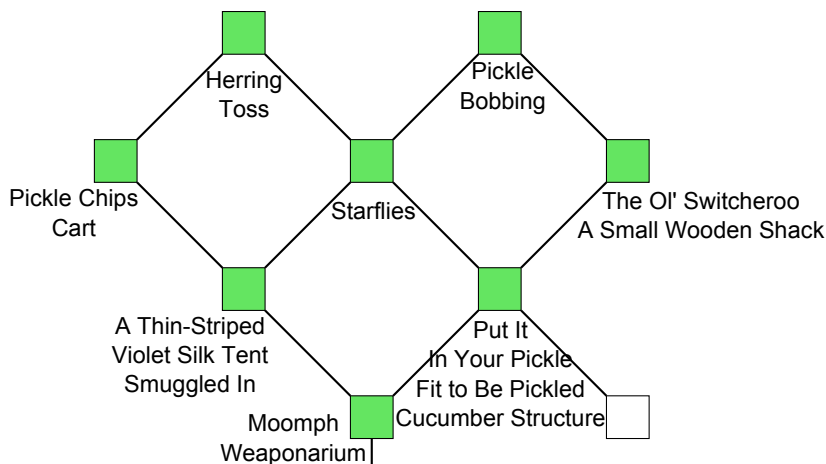 Herring
Toss
Pickle
Bobbing
Pickle Chips
Cart
Starflies
The Ol' Switcheroo
A Small Wooden Shack
A Thin-Striped
Violet Silk Tent
Smuggled In
Put It
In Your Pickle
Fit to Be Pickled
Cucumber Structure
Moomph
Weaponarium